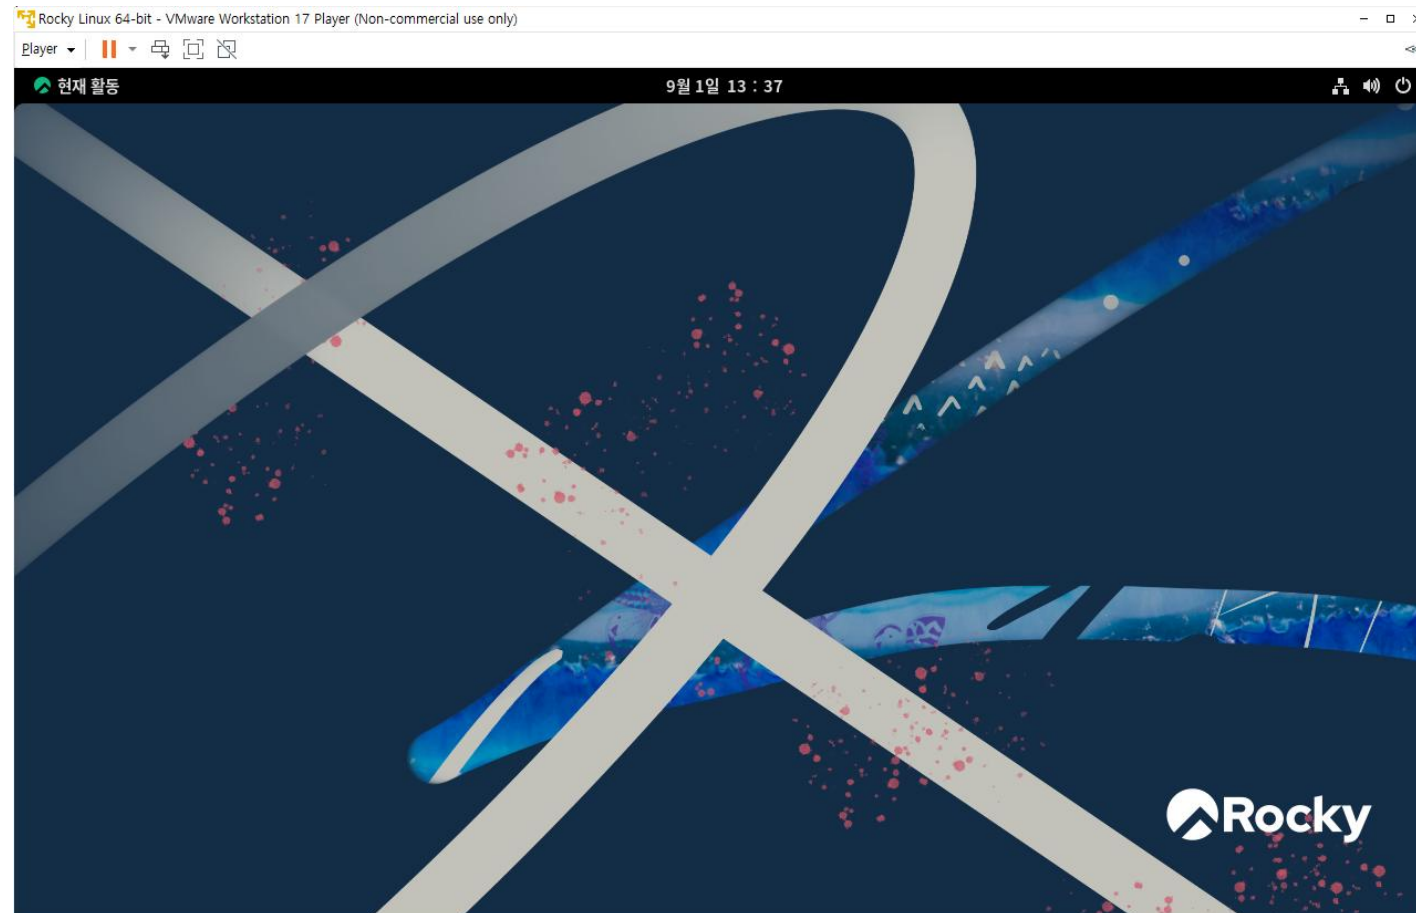 Rocky Linux 64-bit - VMware Workstation 17 Player (Non-commercial use only)
Player
현재 활동
9월 1일 13 : 37
Rocky